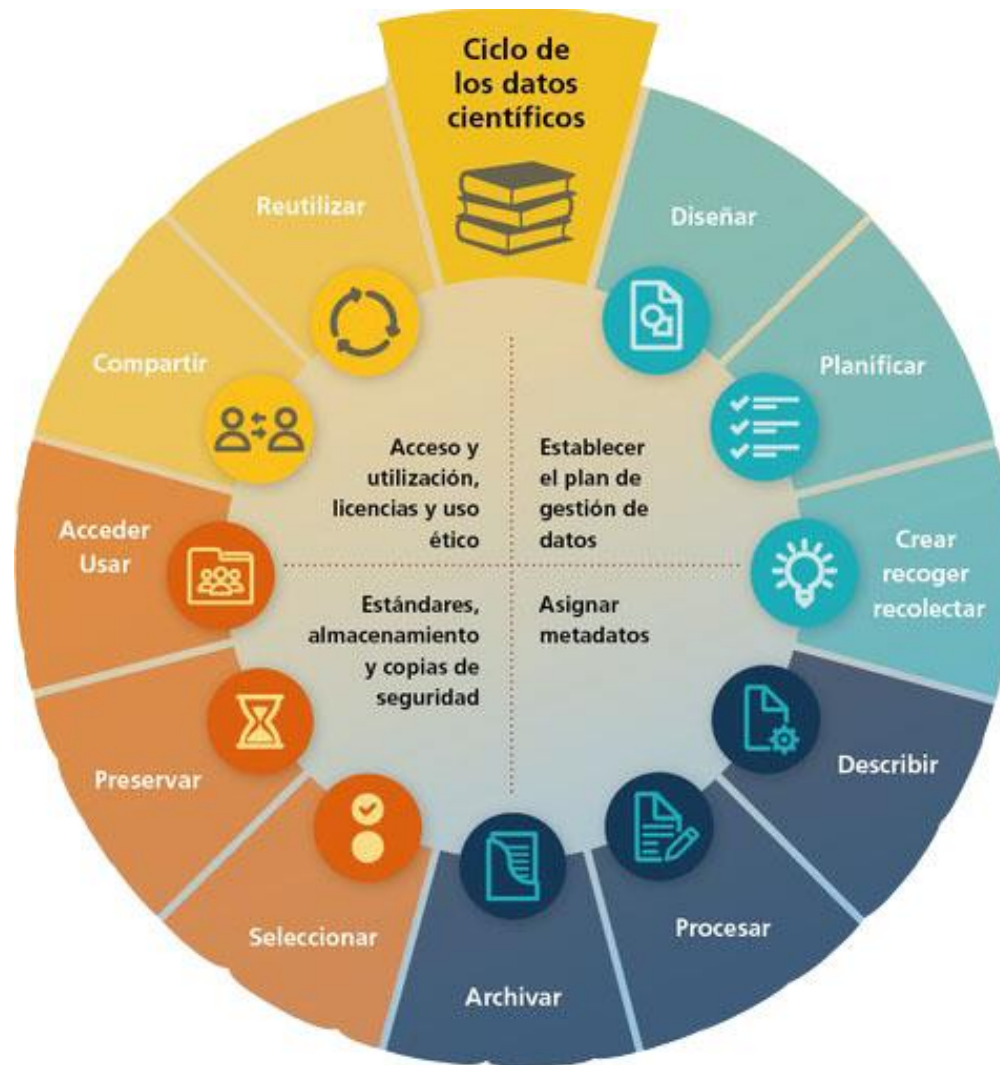 Ciclo de
los datos
científicos
Diseñar
Planificar
Crear
recoger
recolectar
Describir
Procesar
Archivar
Seleccionar
Preservar
Acceder
Usar
Compartir
Reutilizar
Acceso y
utilización,
licencias y uso
ético
Establecer
el plan de
gestión de
datos
Estándares,
almacenamiento
y copias de
seguridad
Asignar
metadatos